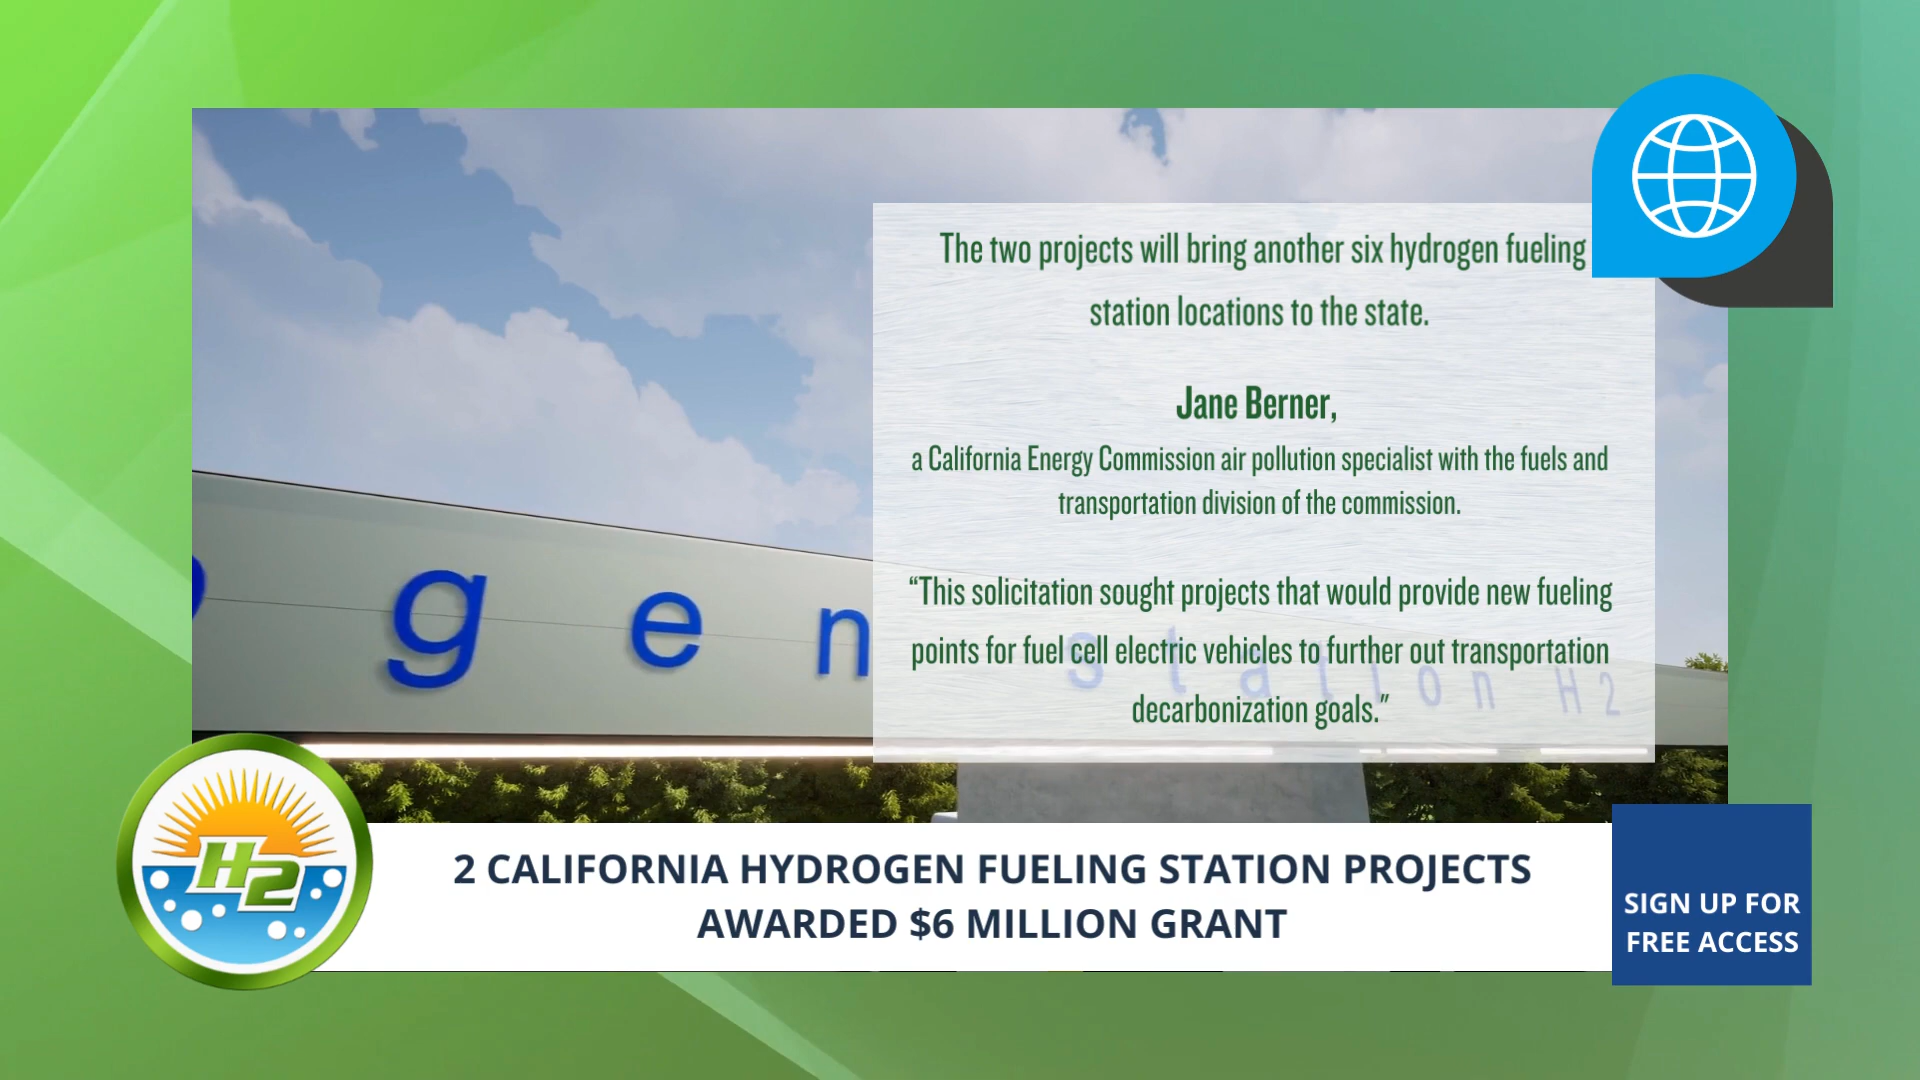 The two projects will bring another six hydrogen fueling
station locations to the state.
Jane Berner,
a California Energy Commission air pollution specialist with the fuels and
transportation division of the commission.
“This solicitation sought projects that would provide new fueling
points for fuel cell electric vehicles to further out transportation
decarbonization goals.”
gen Station H2
H2
2 CALIFORNIA HYDROGEN FUELING STATION PROJECTS
AWARDED $6 MILLION GRANT
SIGN UP FOR
FREE ACCESS